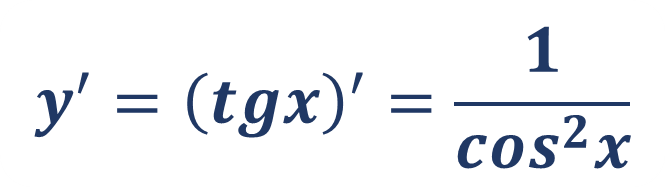 y′ = (tgx)′ = 1/cos²x